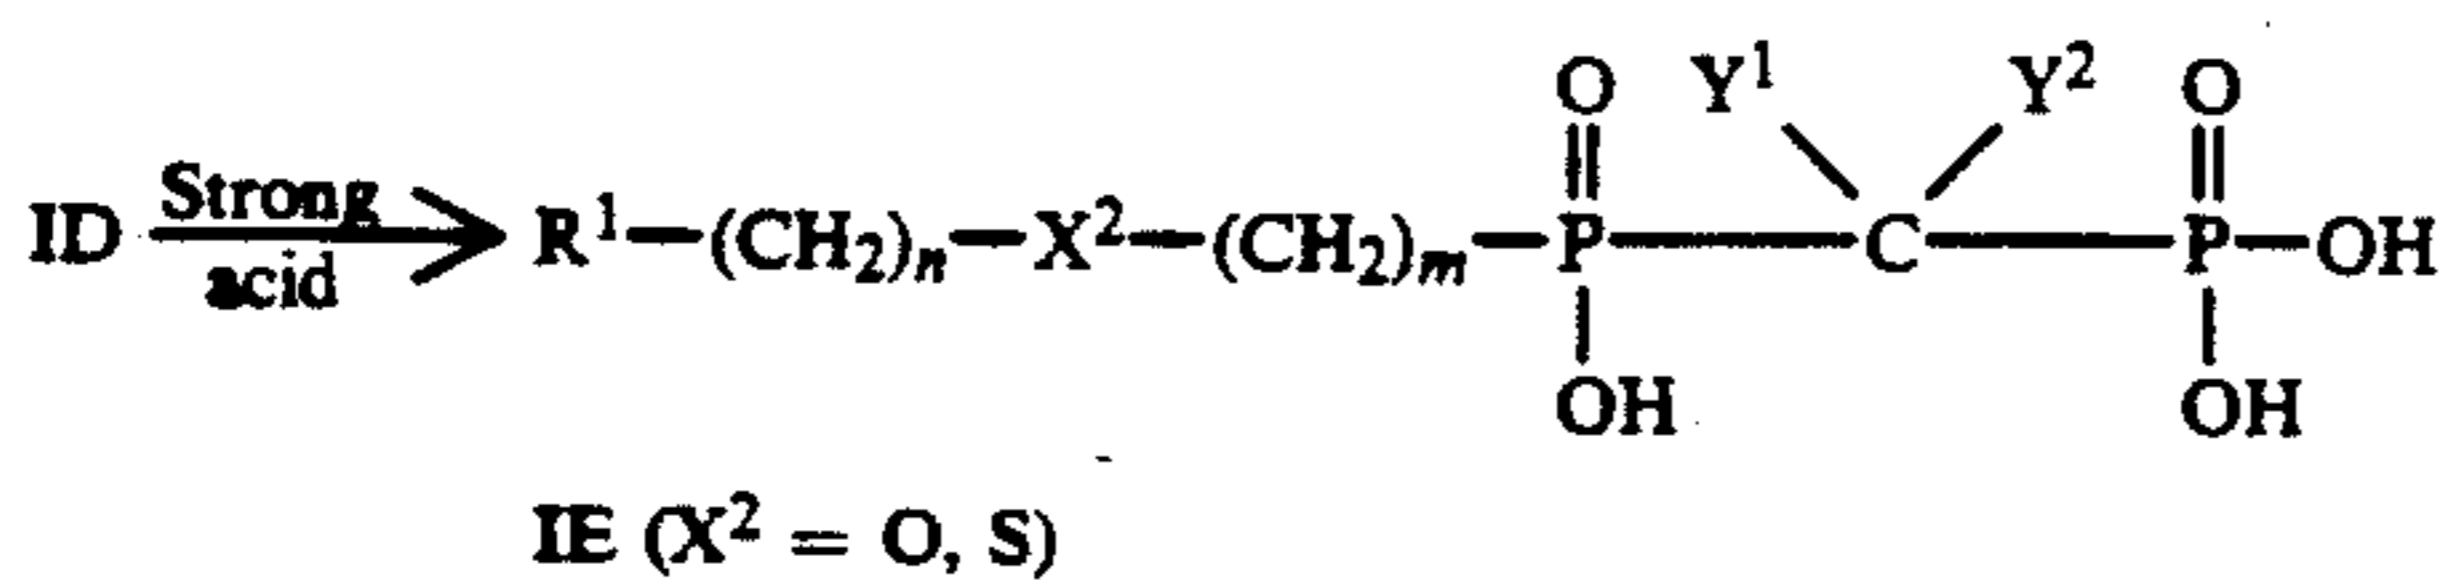 O Y¹ Y² O
ID Strong acid R¹—(CH₂)ₙ—X²—(CH₂)ₘ—P—C—P—OH
OH OH
IE (X² = O, S)